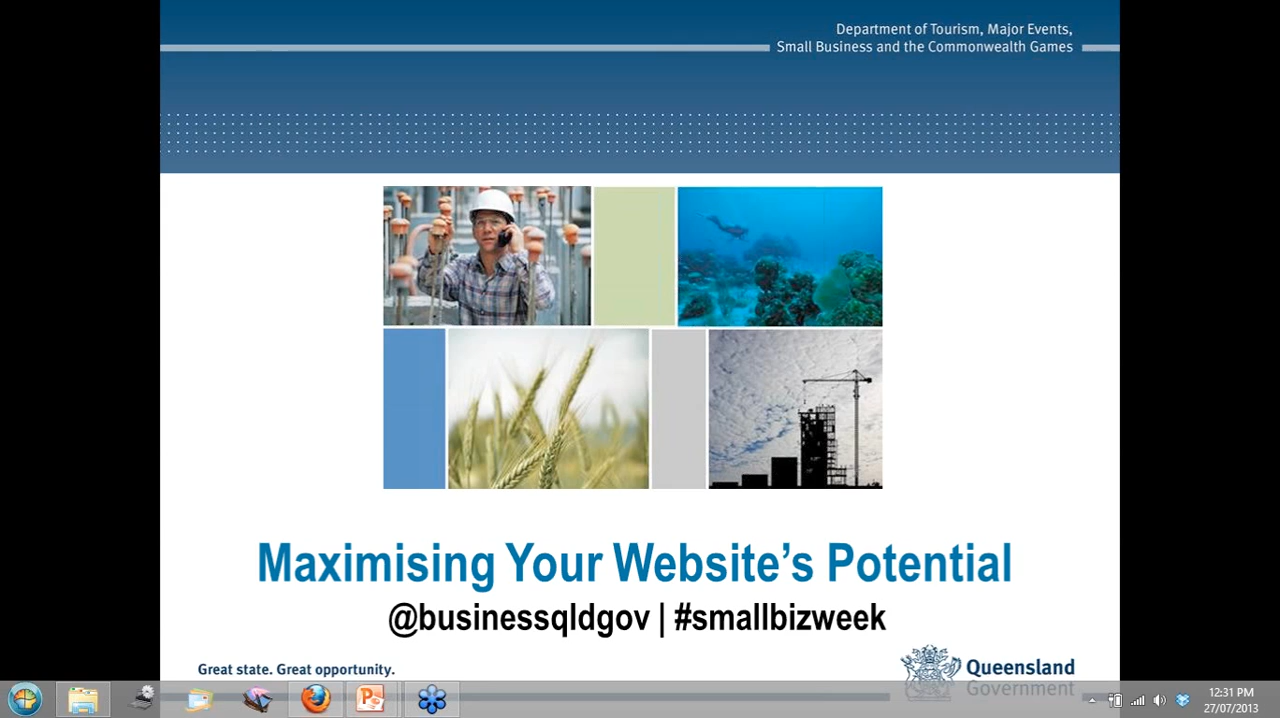 Department of Tourism, Major Events,
Small Business and the Commonwealth Games
Maximising Your Website’s Potential
@businessqldgov | #smallbizweek
Great state. Great opportunity.
Queensland
Government
12:31 PM
27/07/2013